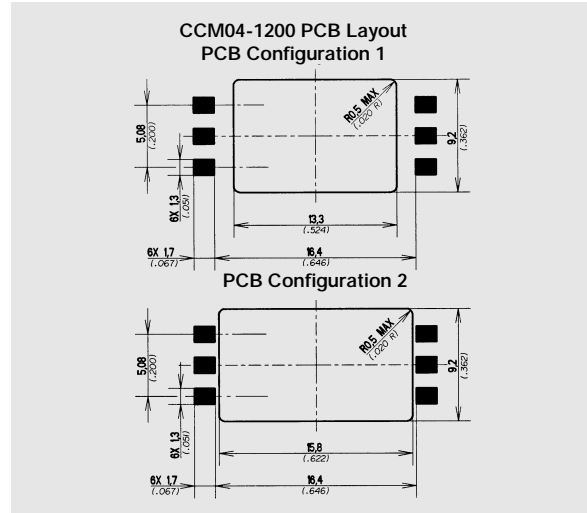 CCM04-1200 PCB Layout
PCB Configuration 1
R0,5 MAX
(.020 R)
5,08
(.200)
9,2
(.362)
6X 1,3
(.051)
13,3
(.524)
6X 1,7
(.067)
16,4
(.646)
PCB Configuration 2
R0,5 MAX
(.020 R)
5,08
(.200)
9,2
(.362)
6X 1,3
(.051)
15,8
(.622)
6X 1,7
(.067)
16,4
(.646)